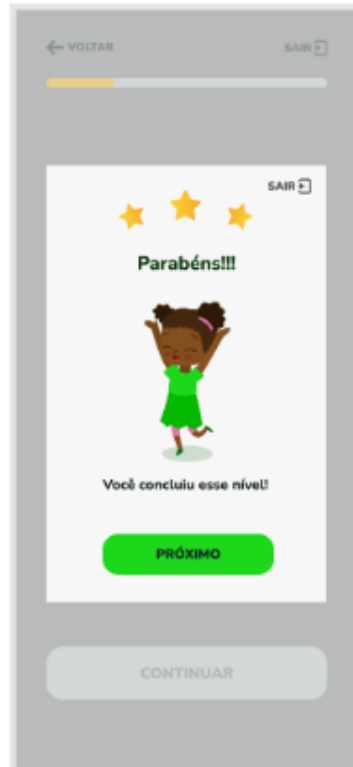 VOLTAR
SAIR
SAIR
Parabéns!!!
Você concluiu esse nível!
PRÓXIMO
CONTINUAR